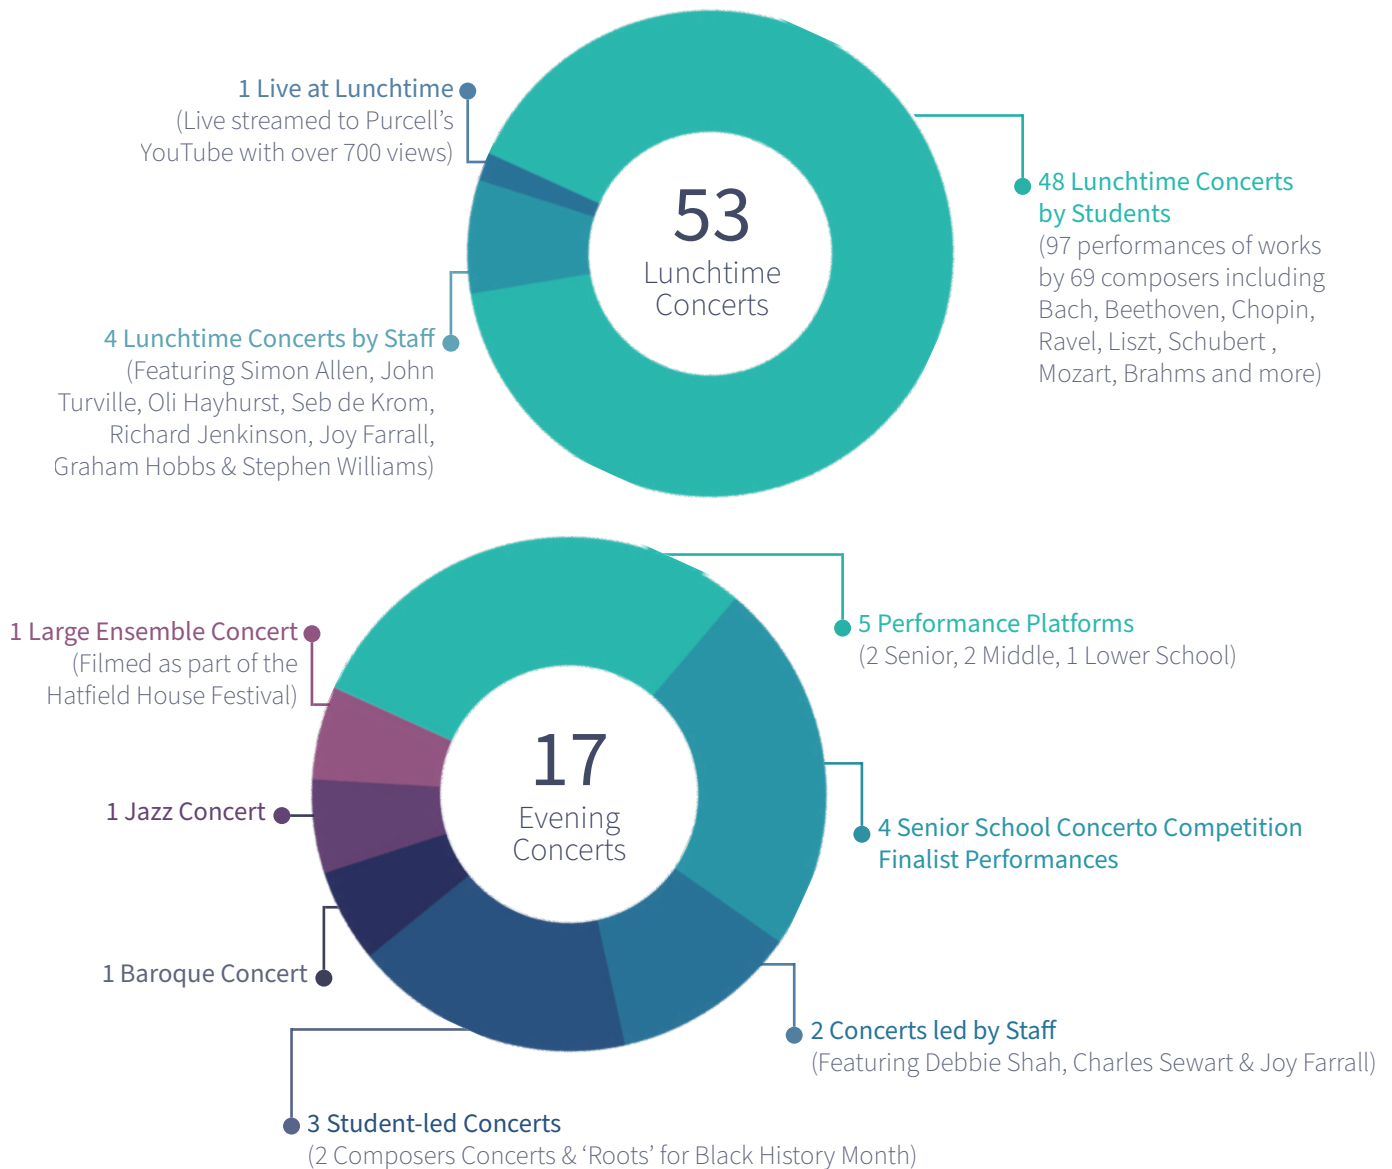 1 Live at Lunchtime
(Live streamed to Purcell’s
YouTube with over 700 views)
53
Lunchtime
Concerts
48 Lunchtime Concerts
by Students
(97 performances of works
by 69 composers including
Bach, Beethoven, Chopin,
Ravel, Liszt, Schubert ,
Mozart, Brahms and more)
4 Lunchtime Concerts by Staff
(Featuring Simon Allen, John
Turville, Oli Hayhurst, Seb de Krom,
Richard Jenkinson, Joy Farrall,
Graham Hobbs & Stephen Williams)
1 Large Ensemble Concert
(Filmed as part of the
Hatfield House Festival)
5 Performance Platforms
(2 Senior, 2 Middle, 1 Lower School)
17
Evening
Concerts
1 Jazz Concert
4 Senior School Concerto Competition
Finalist Performances
1 Baroque Concert
2 Concerts led by Staff
(Featuring Debbie Shah, Charles Sewart & Joy Farrall)
3 Student-led Concerts
(2 Composers Concerts & ‘Roots’ for Black History Month)